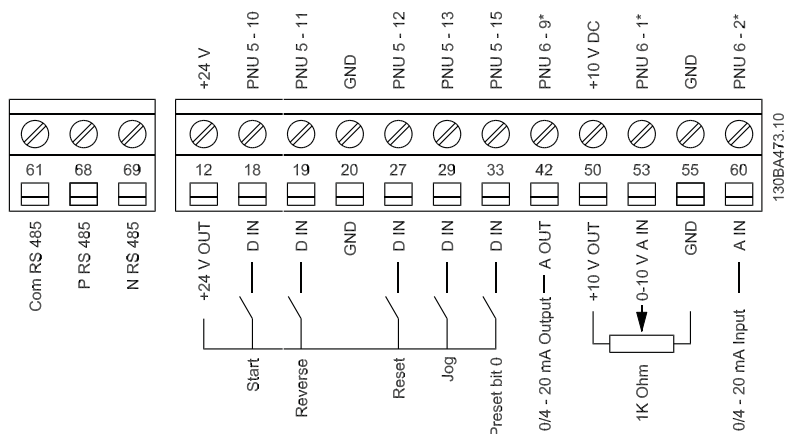 +24 V
PNU 5 - 10
PNU 5 - 11
GND
PNU 5 - 12
PNU 5 - 13
PNU 5 - 15
PNU 6 - 9*
+10 V DC
PNU 6 - 1*
GND
PNU 6 - 2*
61 68 69 12 18 19 20 27 29 33 42 50 53 55 60
Com RS 485
P RS 485
N RS 485
+24 V OUT
D IN
D IN
GND
D IN
D IN
D IN
0/4 - 20 mA Output — A OUT
+10 V OUT
0-10 V A IN
GND
0/4 - 20 mA Input — A IN
Start
Reverse
Reset
Jog
Preset bit 0
1K Ohm
130BA473.10